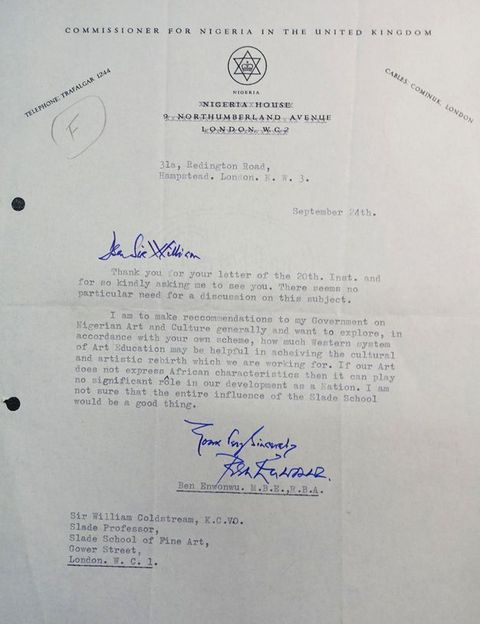 COMMISSIONER FOR NIGERIA IN THE UNITED KINGDOM
NIGERIA
TELEPHONE: TRAFALGAR 1244
CABLES: COMINUK, LONDON
NIGERIA HOUSE
9 NORTHUMBERLAND AVENUE
LONDON, W.C.2
F
31a, Redington Road,
Hampstead. London. N. W. 3.
September 24th.
Dear Sir William
Thank you for your letter of the 20th. Inst. and
for so kindly asking me to see you. There seems no
particular need for a discussion on this subject.
I am to make reccommendations to my Government on
Nigerian Art and Culture generally and want to explore, in
accordance with your own scheme, how much Western system
of Art Education may be helpful in acheiving the cultural
and artistic rebirth which we are working for. If our Art
does not express African characteristics then it can play
no significant rôle in our development as a Nation. I am
not sure that the entire influence of the Slade School
would be a good thing.
Yours Very Sincerely
Ben Enwonwu.
Ben Enwonwu. M.B.E.,R.B.A.
Sir William Coldstream, K.C.VO.
Slade Professor,
Slade School of Fine Art,
Gower Street,
London. W. C. 1.